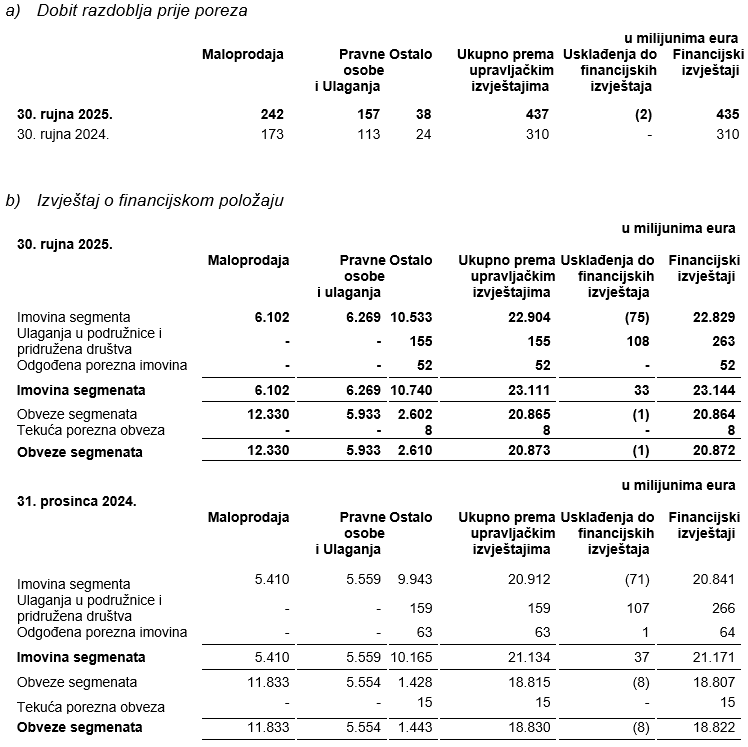 a) Dobit razdoblja prije poreza
u milijunima eura
Maloprodaja Pravne Ostalo Ukupno prema Usklađenja do Financijski
osobe upravljačkim financijskih izvještaji
i Ulaganja izvještajima izvještaja
30. rujna 2025. 242 157 38 437 (2) 435
30. rujna 2024. 173 113 24 310 - 310
b) Izvještaj o financijskom položaju
u milijunima eura
30. rujna 2025.
Maloprodaja Pravne Ostalo Ukupno prema Usklađenja do Financijski
osobe upravljačkim financijskih izvještaji
i ulaganja izvještajima izvještaja
Imovina segmenta 6.102 6.269 10.533 22.904 (75) 22.829
Ulaganja u podružnice i
pridružena društva - - 155 155 108 263
Odgođena porezna imovina - - 52 52 - 52
Imovina segmenata 6.102 6.269 10.740 23.111 33 23.144
Obveze segmenata 12.330 5.933 2.602 20.865 (1) 20.864
Tekuća porezna obveza - - 8 8 - 8
Obveze segmenata 12.330 5.933 2.610 20.873 (1) 20.872
u milijunima eura
31. prosinca 2024.
Maloprodaja Pravne Ostalo Ukupno prema Usklađenja do Financijski
osobe upravljačkim financijskih izvještaji
i Ulaganja izvještajima izvještaja
Imovina segmenta 5.410 5.559 9.943 20.912 (71) 20.841
Ulaganja u podružnice i
pridružena društva - - 159 159 107 266
Odgođena porezna imovina - - 63 63 1 64
Imovina segmenata 5.410 5.559 10.165 21.134 37 21.171
Obveze segmenata 11.833 5.554 1.428 18.815 (8) 18.807
Tekuća porezna obveza - - 15 15 - 15
Obveze segmenata 11.833 5.554 1.443 18.830 (8) 18.822